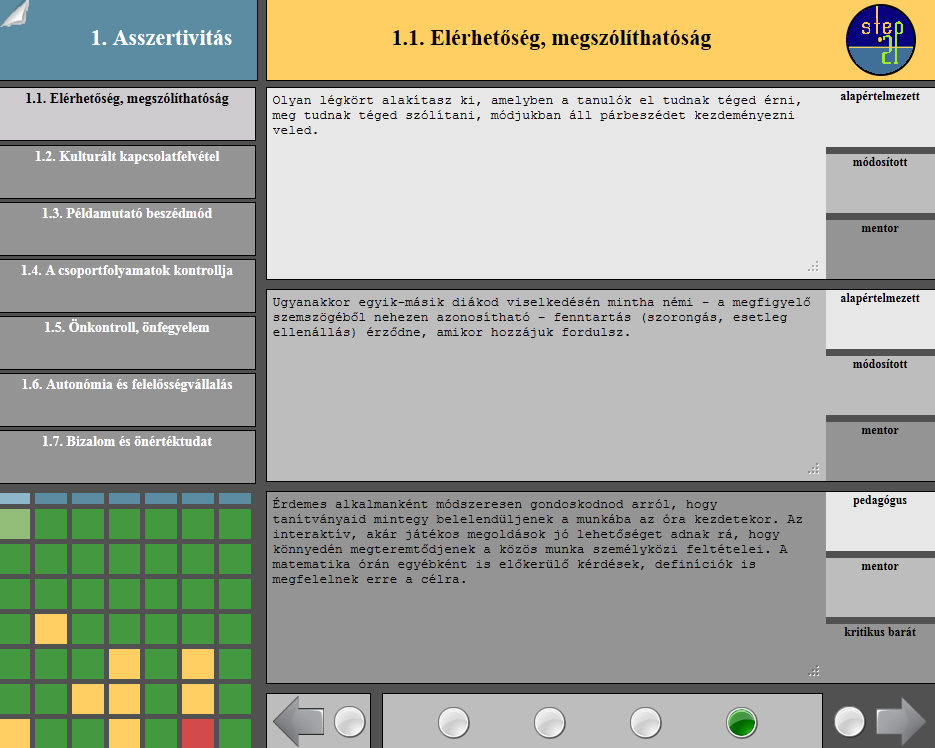 1. Asszertivitás
1.1. Elérhetőség, megszólíthatóság
step
21
1.1. Elérhetőség, megszólíthatóság
1.2. Kulturált kapcsolatfelvétel
1.3. Példamutató beszédmód
1.4. A csoportfolyamatok kontrollja
1.5. Önkontroll, önfegyelem
1.6. Autonómia és felelősségvállalás
1.7. Bizalom és önértéktudat
Olyan légkört alakítasz ki, amelyben a tanulók el tudnak téged érni,
meg tudnak téged szólítani, módjukban áll párbeszédet kezdeményezni
veled.
alapértelmezett
módosított
mentor
Ugyanakkor egyik-másik diákod viselkedésén mintha némi - a megfigyelő
szemszögéből nehezen azonosítható - fenntartás (szorongás, esetleg
ellenállás) érződne, amikor hozzájuk fordulsz.
alapértelmezett
módosított
mentor
Érdemes alkalmanként módszeresen gondoskodnod arról, hogy
tanítványaid mintegy belelendüljenek a munkába az óra kezdetekor. Az
interaktív, akár játékos megoldások jó lehetőséget adnak rá, hogy
könnyedén megteremtődjenek a közös munka személyközi feltételei. A
matematika órán egyébként is előkerülő kérdések, definíciók is
megfelelnek erre a célra.
pedagógus
mentor
kritikus barát